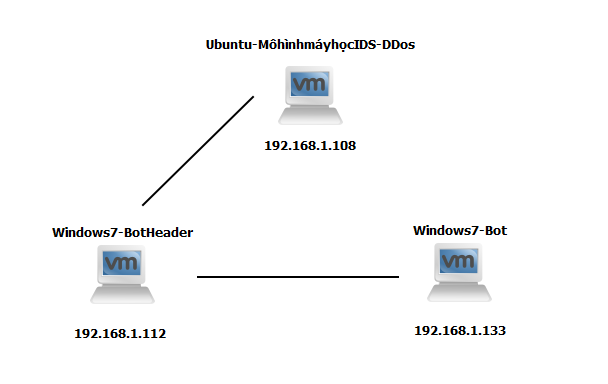 Ubuntu-MôhìnhmáyhọcIDS-DDos
vm
192.168.1.108
Windows7-BotHeader
Windows7-Bot
vm
vm
192.168.1.112
192.168.1.133